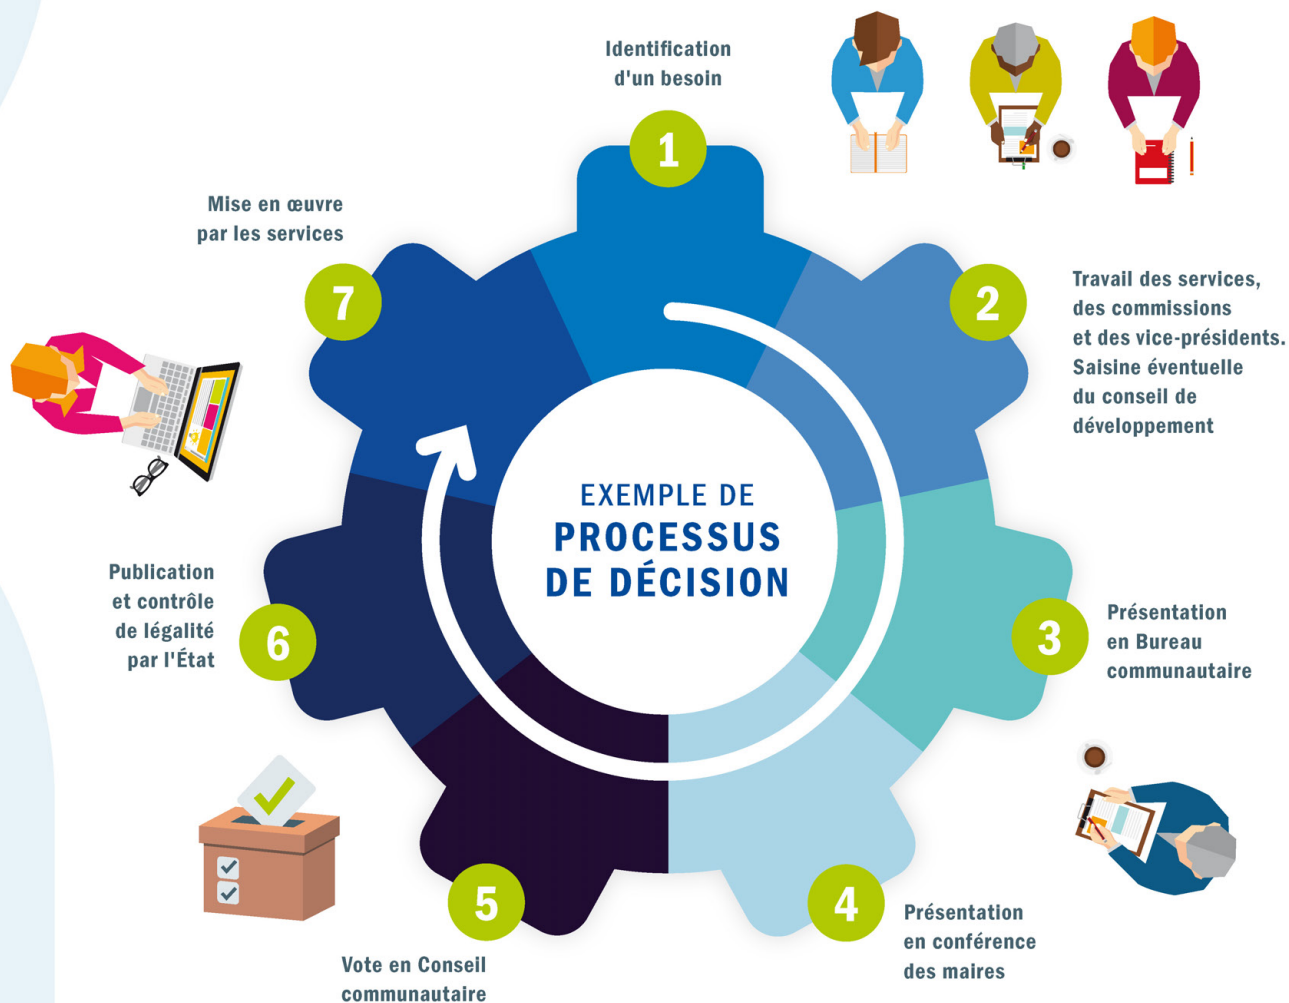 Identification
d'un besoin
1
2
Travail des services,
des commissions
et des vice-présidents.
Saisine éventuelle
du conseil de
développement
3
Présentation
en Bureau
communautaire
4
Présentation
en conférence
des maires
5
Vote en Conseil
communautaire
6
Publication
et contrôle
de légalité
par l'État
7
Mise en œuvre
par les services
EXEMPLE DE
PROCESSUS
DE DÉCISION